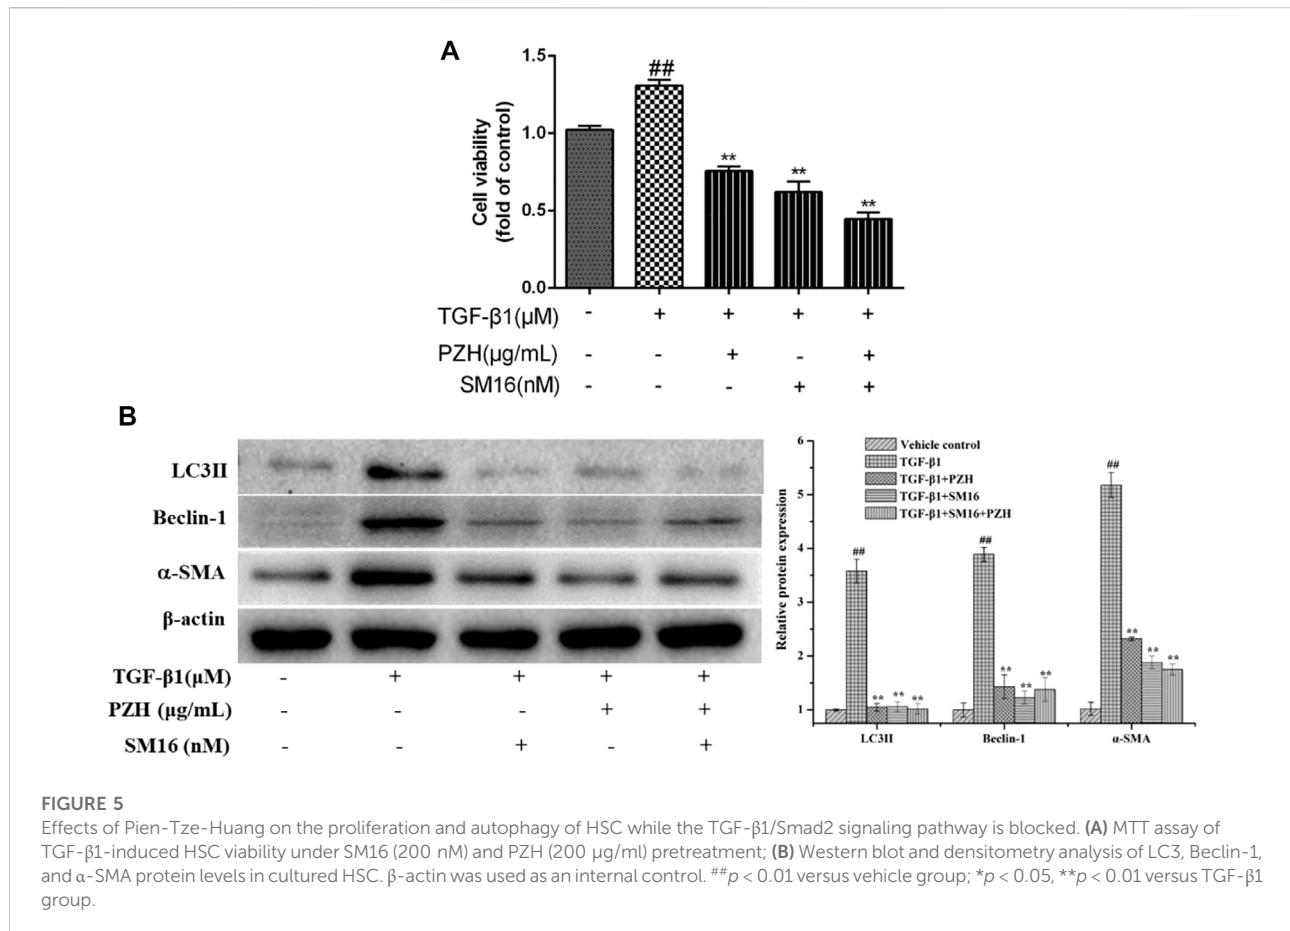 A
1.5
##
1.0
**
**
**
0.5
0.0
Cell viability
(fold of control)
TGF-β1(μM) - + + + +
PZH(μg/mL) - - + - +
SM16(nM) - - - + +
B
LC3II
Beclin-1
α-SMA
β-actin
TGF-β1(μM) - + + + +
PZH (μg/mL) - - - + +
SM16 (nM) - - + - +
Relative protein expression
6
5
4
3
2
1
Vehicle control
TGF-β1
TGF-β1+PZH
TGF-β1+SM16
TGF-β1+SM16+PZH
## ** ** **
## ** ** **
## ** ** **
LC3II Beclin-1 α-SMA
FIGURE 5
Effects of Pien-Tze-Huang on the proliferation and autophagy of HSC while the TGF-β1/Smad2 signaling pathway is blocked. (A) MTT assay of
TGF-β1-induced HSC viability under SM16 (200 nM) and PZH (200 μg/ml) pretreatment; (B) Western blot and densitometry analysis of LC3, Beclin-1,
and α-SMA protein levels in cultured HSC. β-actin was used as an internal control. ##p < 0.01 versus vehicle group; *p < 0.05, **p < 0.01 versus TGF-β1
group.